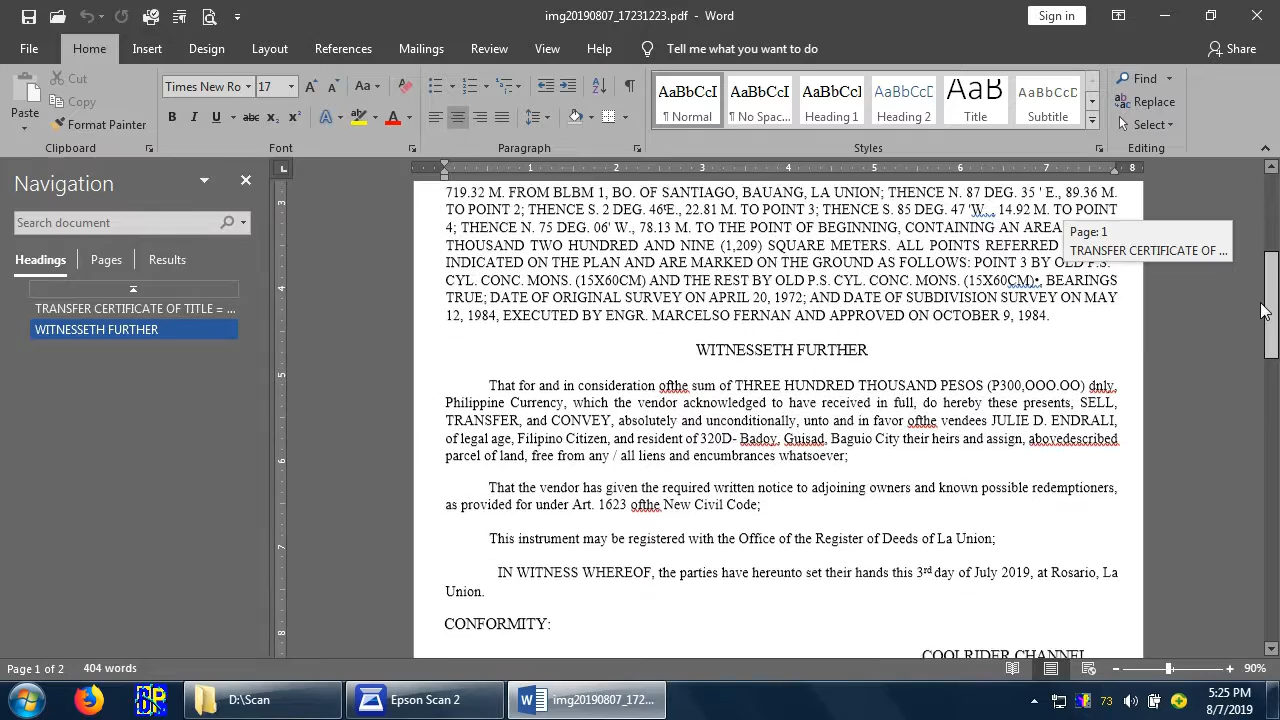 img20190807_17231223.pdf - Word
Sign in
File Home Insert Design Layout References Mailings Review View Help Tell me what you want to do Share
Paste Cut Copy Format Painter
Clipboard
Times New Ro 17
Font
Paragraph
AaBbCcI AaBbCcI AaBbCcI AaBbCcD AaB AaBbCcD
¶ Normal ¶ No Spac... Heading 1 Heading 2 Title Subtitle
Styles
Find
Replace
Select
Editing
Navigation
Search document
Headings Pages Results
TRANSFER CERTIFICATE OF TITLE = ...
WITNESSETH FURTHER
1 2 3 4 5 6 7 8
3
4
5
6
7
8
719.32 M. FROM BLBM 1, BO. OF SANTIAGO, BAUANG, LA UNION; THENCE N. 87 DEG. 35 ' E., 89.36 M.
TO POINT 2; THENCE S. 2 DEG. 46'E., 22.81 M. TO POINT 3; THENCE S. 85 DEG. 47 'W., 14.92 M. TO POINT
4; THENCE N. 75 DEG. 06' W., 78.13 M. TO THE POINT OF BEGINNING, CONTAINING AN AREA
THOUSAND TWO HUNDRED AND NINE (1,209) SQUARE METERS. ALL POINTS REFERRED
INDICATED ON THE PLAN AND ARE MARKED ON THE GROUND AS FOLLOWS: POINT 3 BY OLD P.S.
CYL. CONC. MONS. (15X60CM) AND THE REST BY OLD P.S. CYL. CONC. MONS. (15X60CM)•, BEARINGS
TRUE; DATE OF ORIGINAL SURVEY ON APRIL 20, 1972; AND DATE OF SUBDIVISION SURVEY ON MAY
12, 1984, EXECUTED BY ENGR. MARCELSO FERNAN AND APPROVED ON OCTOBER 9, 1984.
Page: 1
TRANSFER CERTIFICATE OF ...
WITNESSETH FURTHER
That for and in consideration ofthe sum of THREE HUNDRED THOUSAND PESOS (P300,OOO.OO) dnly,
Philippine Currency, which the vendor acknowledged to have received in full, do hereby these presents, SELL,
TRANSFER, and CONVEY, absolutely and unconditionally, unto and in favor ofthe vendees JULIE D. ENDRALI,
of legal age, Filipino Citizen, and resident of 320D- Badoy, Guisad, Baguio City their heirs and assign, abovedescribed
parcel of land, free from any / all liens and encumbrances whatsoever;
That the vendor has given the required written notice to adjoining owners and known possible redemptioners,
as provided for under Art. 1623 ofthe New Civil Code;
This instrument may be registered with the Office of the Register of Deeds of La Union;
IN WITNESS WHEREOF, the parties have hereunto set their hands this 3rd day of July 2019, at Rosario, La
Union.
CONFORMITY:
COOLRIDER CHANNEL
Page 1 of 2 404 words
90%
D:\Scan
Epson Scan 2
img20190807_172...
73
5:25 PM
8/7/2019